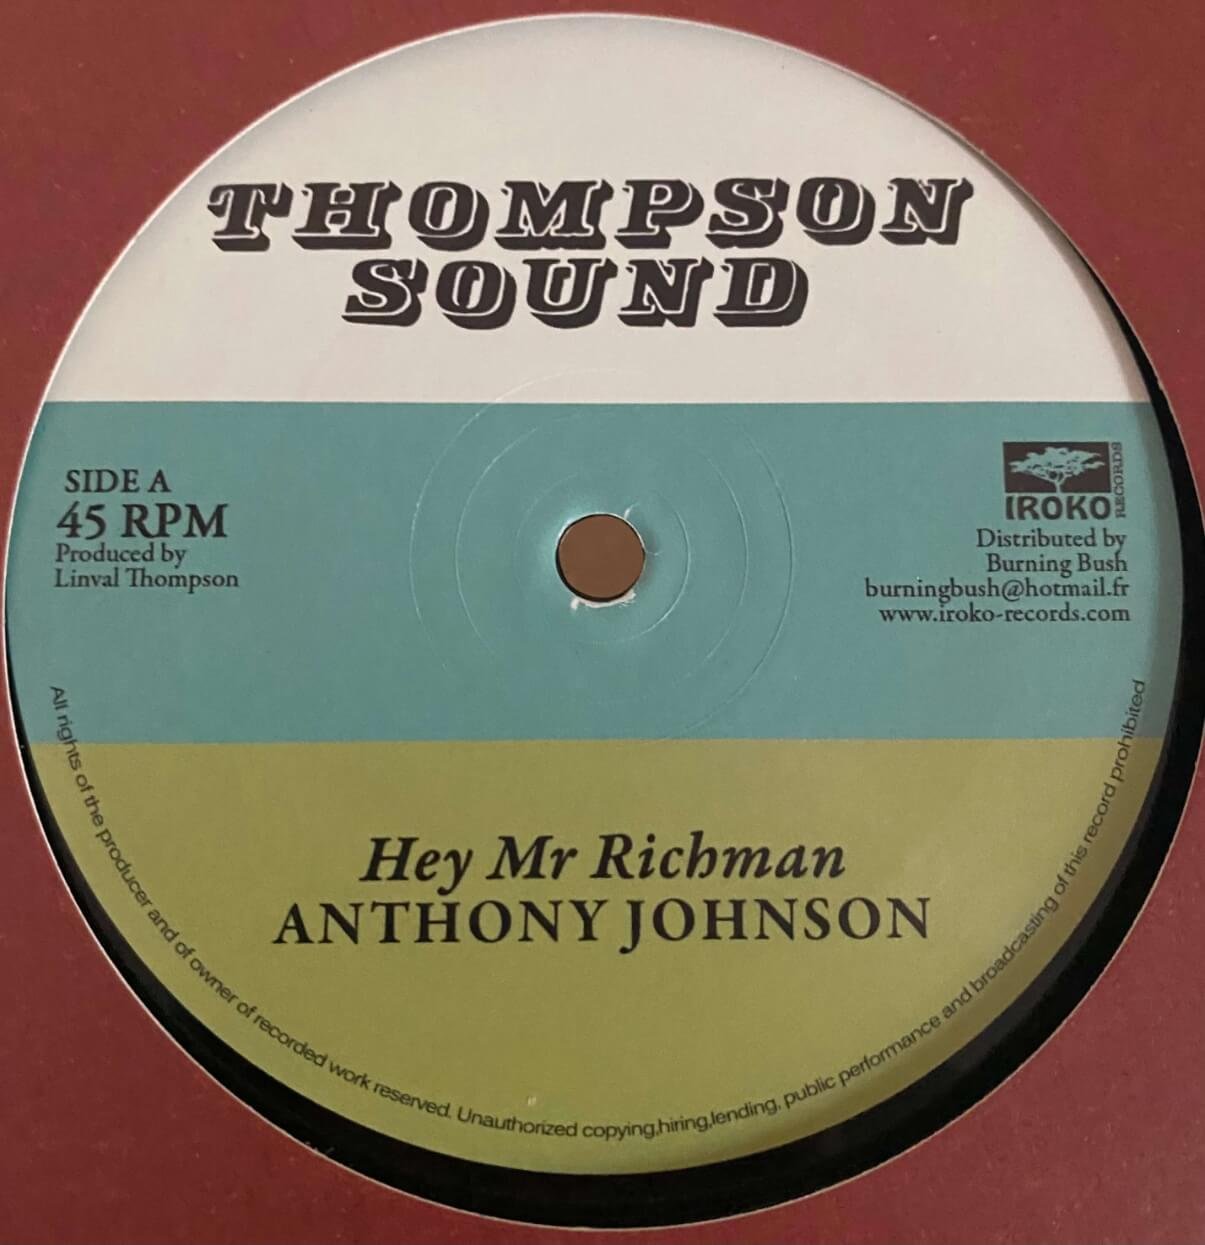 THOMPSON
SOUND
SIDE A
45 RPM
Produced by
Linval Thompson
IROKO
RECORDS
Distributed by
Burning Bush
burningbush@hotmail.fr
www.iroko-records.com
Hey Mr Richman
ANTHONY JOHNSON
All rights of the producer and of owner of recorded work reserved. Unauthorized copying,hiring,lending, public performance and broadcasting of this record prohibited